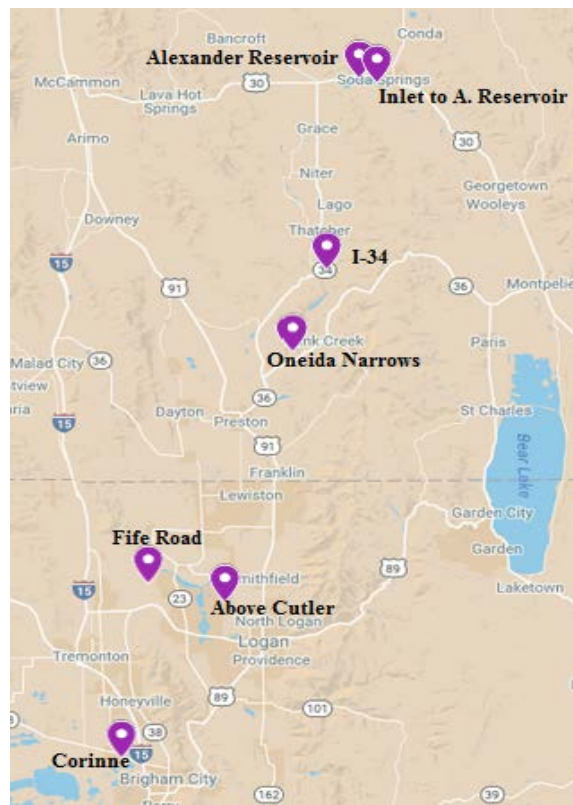 Conda
Bancroft
Alexander Reservoir
Soda Springs
McCammon
Lava Hot
Springs
30
Inlet to A. Reservoir
Arimo
Grace
30
Niter
Georgetown
Wooleys
Lago
Downey
Thatcher
I-34
15
34
91
36
Montpelier
Oneida Narrows
Malad City
36
Paris
Dayton
36
St Charles
Preston
15
91
Bear Lake
Franklin
Lewiston
Garden City
Fife Road
Garden
89
15
Smithfield
Laketown
23
Above Cutler
North Logan
Logan
Tremonton
Providence
89
Honeyville
101
38
Corinne
15
Brigham City
162
39